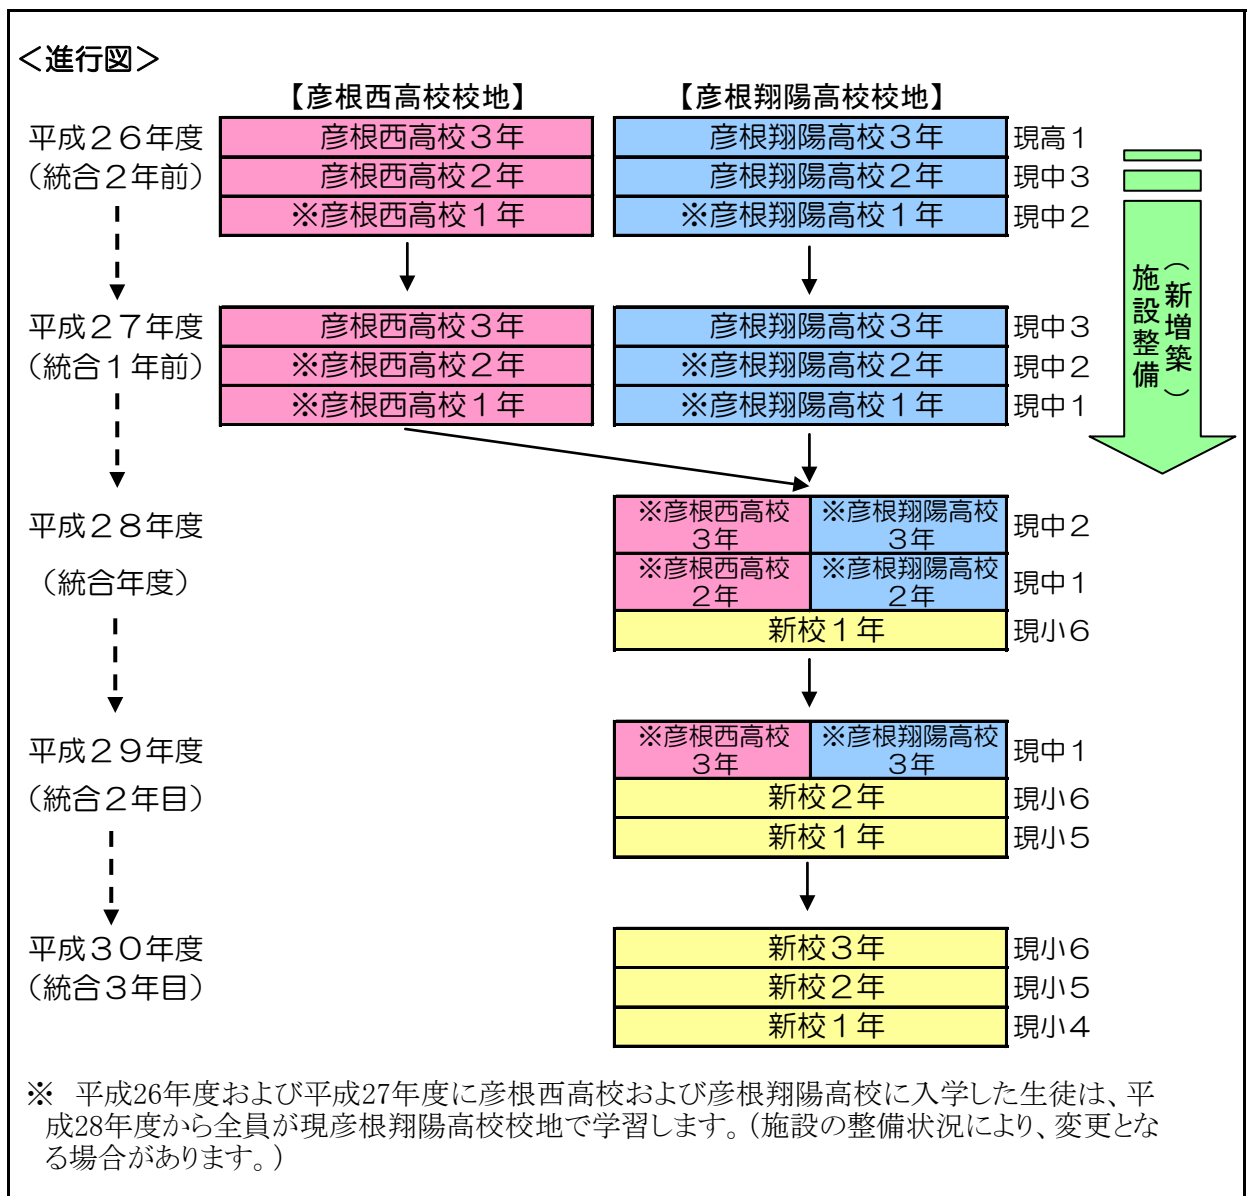 ＜進行図＞
【彦根西高校校地】
【彦根翔陽高校校地】
平成２６年度
（統合２年前）
彦根西高校３年
彦根翔陽高校３年
現高１
彦根西高校２年
彦根翔陽高校２年
現中３
※彦根西高校１年
※彦根翔陽高校１年
現中２
平成２７年度
（統合１年前）
彦根西高校３年
彦根翔陽高校３年
現中３
※彦根西高校２年
※彦根翔陽高校２年
現中２
※彦根西高校１年
※彦根翔陽高校１年
現中１
（新増築）
施設整備
平成２８年度
（統合年度）
※彦根西高校
３年
※彦根翔陽高校
３年
現中２
※彦根西高校
２年
※彦根翔陽高校
２年
現中１
新校１年
現小６
平成２９年度
（統合２年目）
※彦根西高校
３年
※彦根翔陽高校
３年
現中１
新校２年
現小６
新校１年
現小５
平成３０年度
（統合３年目）
新校３年
現小６
新校２年
現小５
新校１年
現小４
※　平成26年度および平成27年度に彦根西高校および彦根翔陽高校に入学した生徒は、平
成28年度から全員が現彦根翔陽高校校地で学習します。（施設の整備状況により、変更とな
る場合があります。）